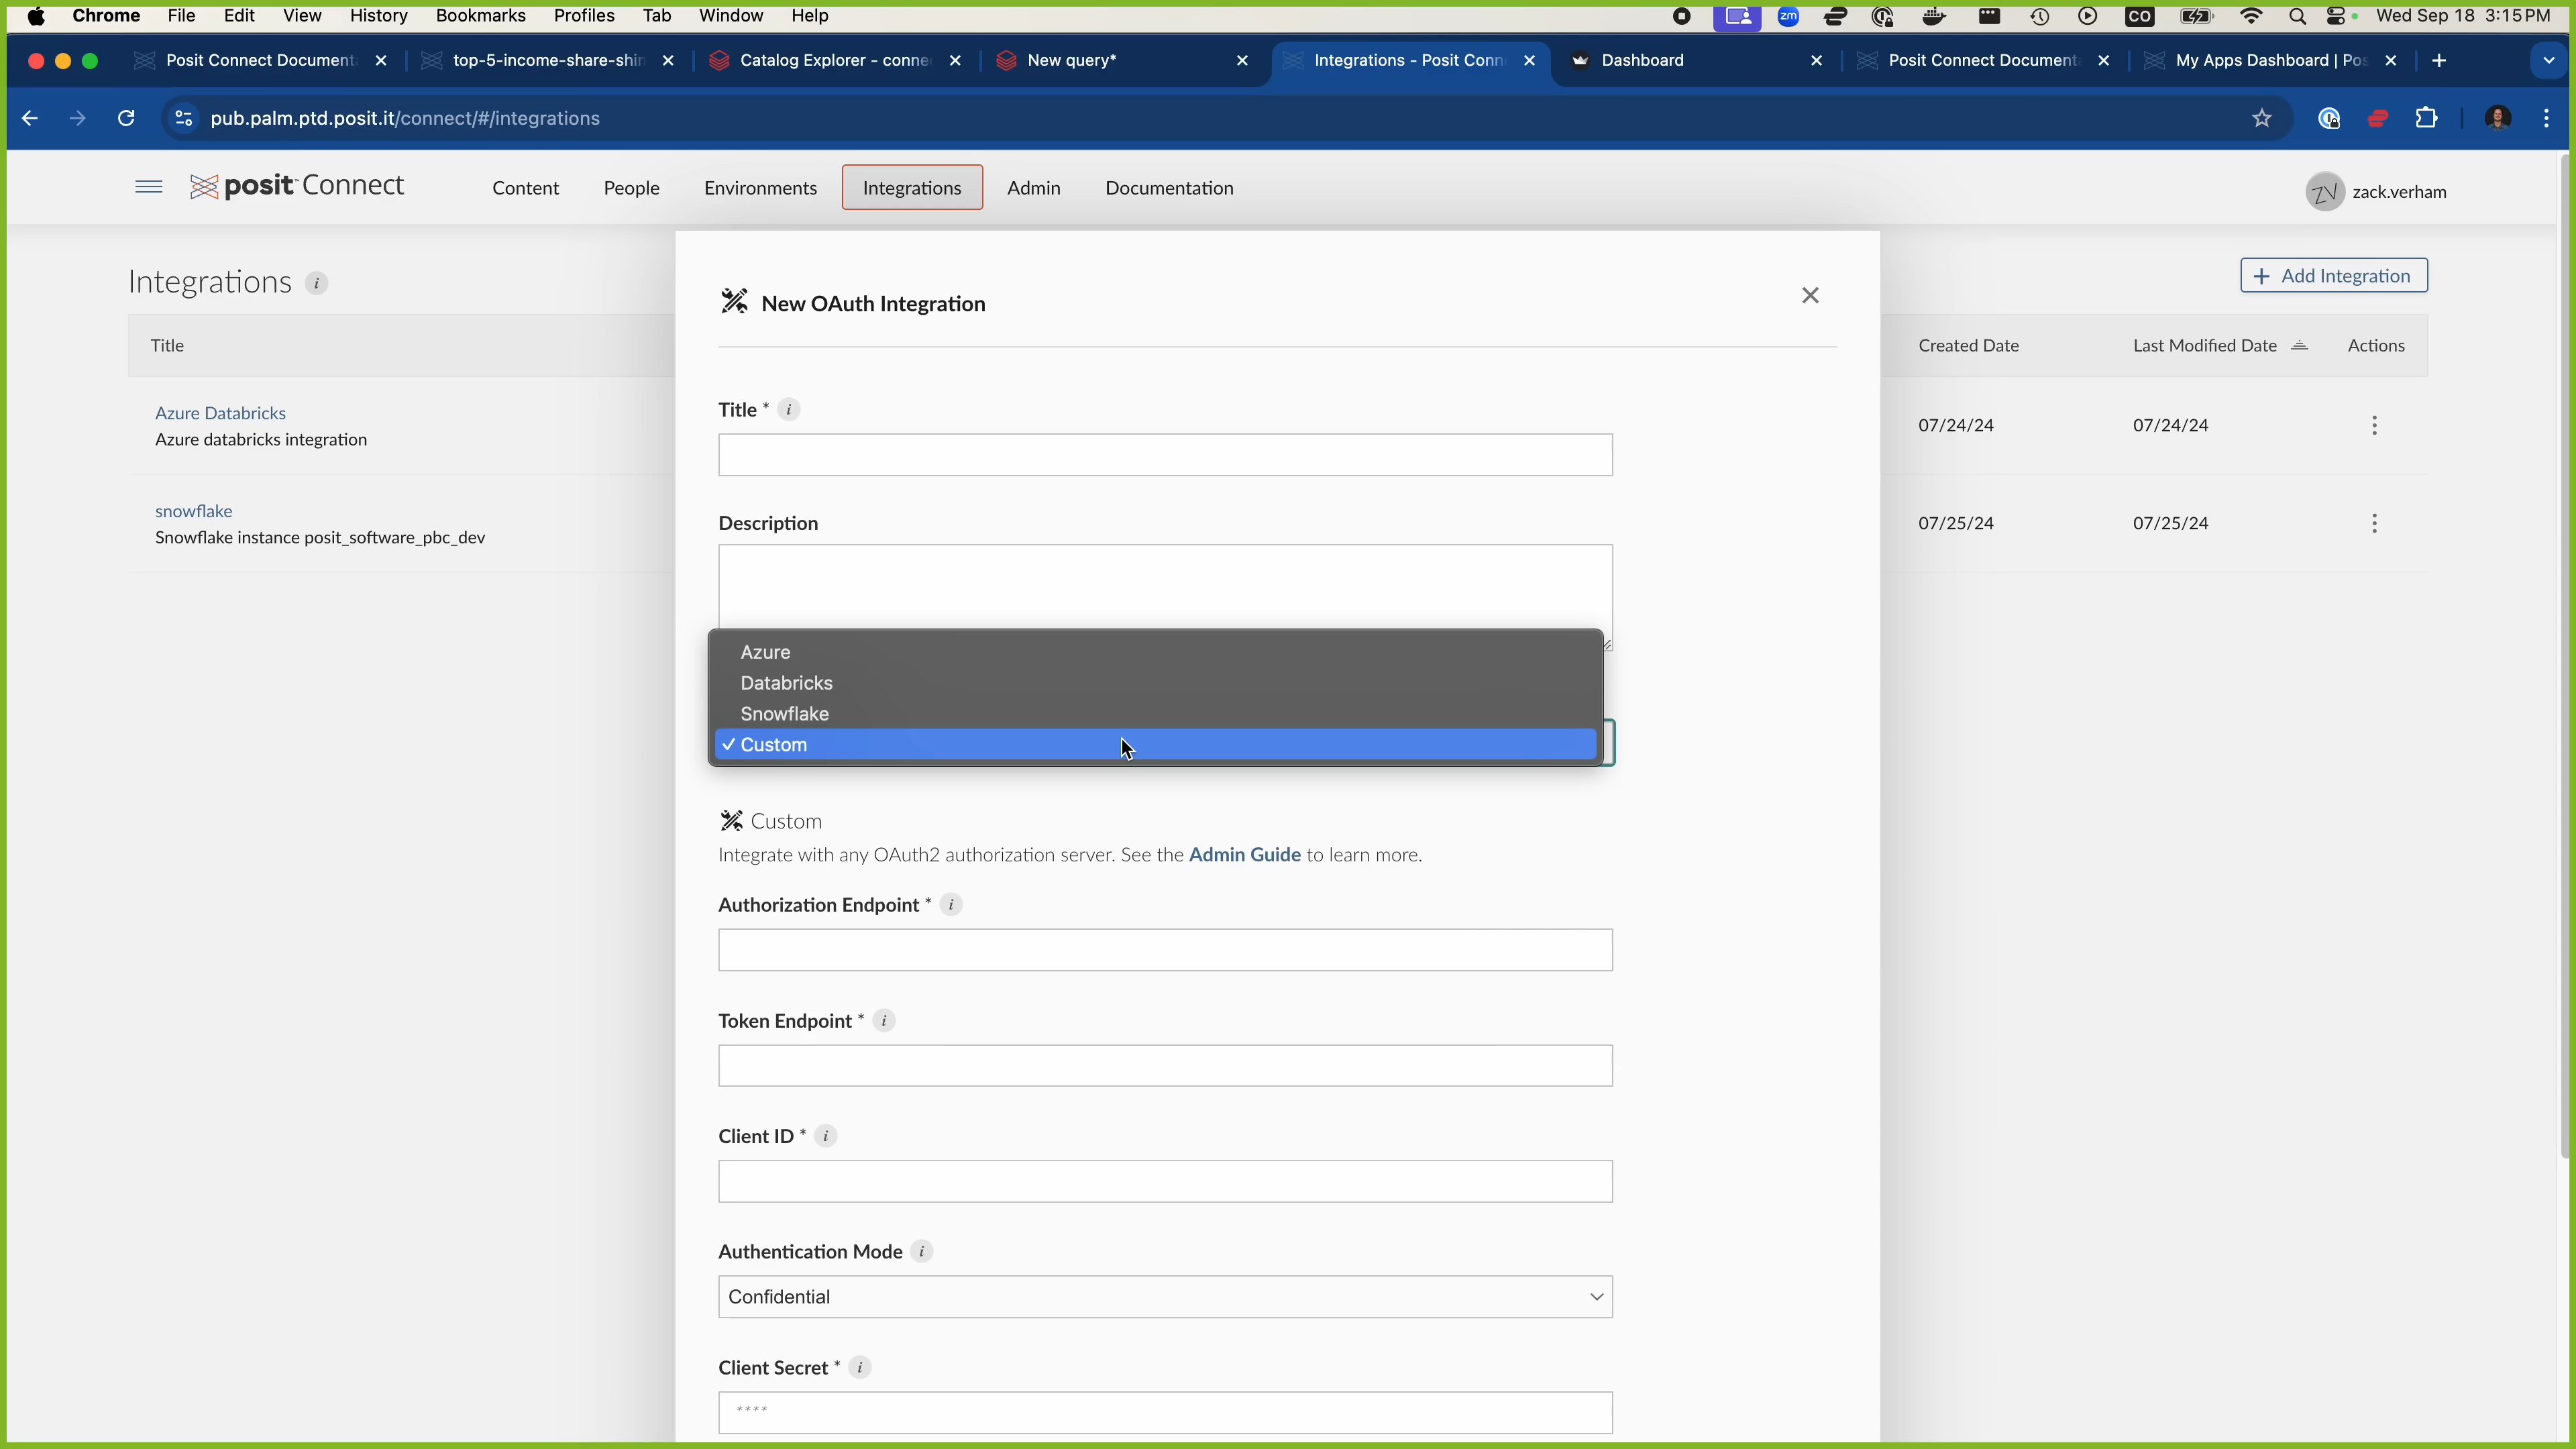 Chrome File Edit View History Bookmarks Profiles Tab Window Help zm CO Wed Sep 18 3:15 PM
Posit Connect Document top-5-income-share-shin Catalog Explorer - conne New query* Integrations - Posit Conn Dashboard Posit Connect Document My Apps Dashboard | Pos
pub.palm.ptd.posit.it/connect/#/integrations
posit Connect Content People Environments Integrations Admin Documentation ZV zack.verham
Integrations i
+ Add Integration
New OAuth Integration
Title Created Date Last Modified Date Actions
Azure Databricks
Azure databricks integration
07/24/24 07/24/24
snowflake
Snowflake instance posit_software_pbc_dev
07/25/24 07/25/24
Title * i
Description
Azure
Databricks
Snowflake
✓ Custom
Custom
Integrate with any OAuth2 authorization server. See the Admin Guide to learn more.
Authorization Endpoint * i
Token Endpoint * i
Client ID * i
Authentication Mode i
Confidential
Client Secret * i
****